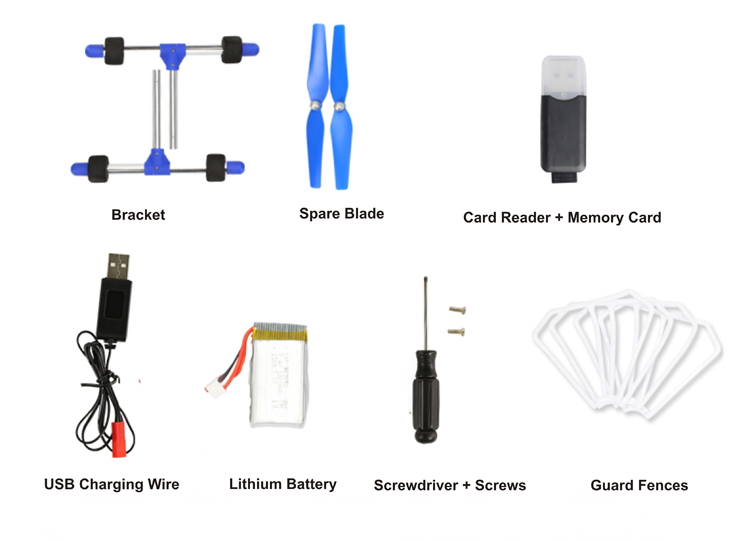 Bracket
Spare Blade
Card Reader + Memory Card
USB Charging Wire
Lithium Battery
Screwdriver + Screws
Guard Fences